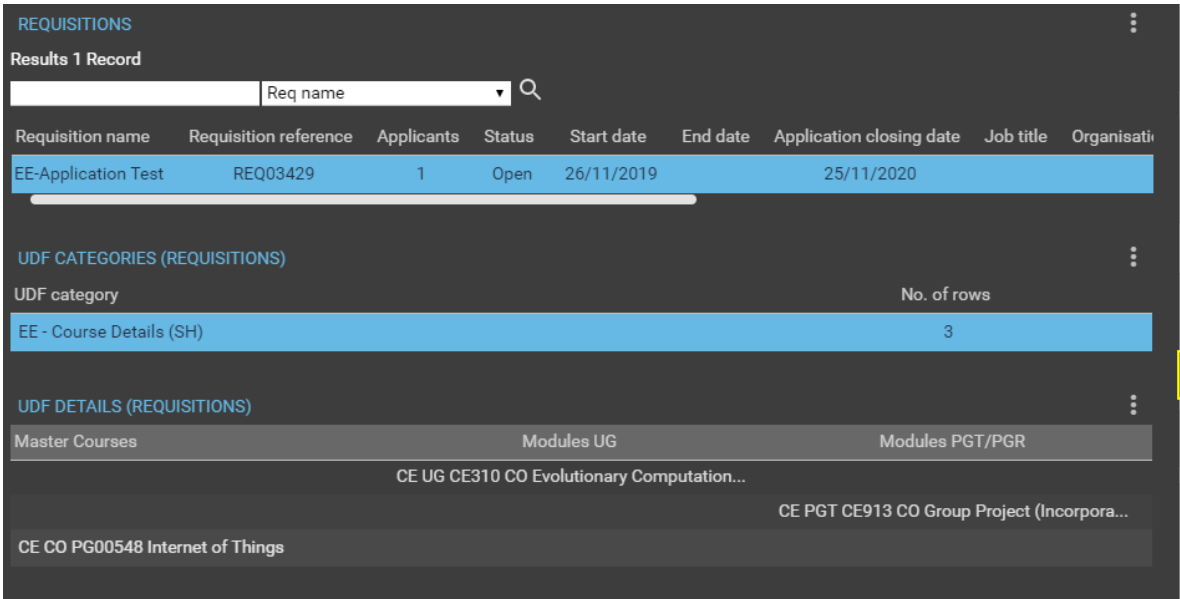 REQUISITIONS
Results 1 Record
Req name
Requisition name Requisition reference Applicants Status Start date End date Application closing date Job title Organisatio
EE-Application Test REQ03429 1 Open 26/11/2019 25/11/2020
UDF CATEGORIES (REQUISITIONS)
UDF category No. of rows
EE - Course Details (SH) 3
UDF DETAILS (REQUISITIONS)
Master Courses Modules UG Modules PGT/PGR
CE UG CE310 CO Evolutionary Computation...
CE PGT CE913 CO Group Project (Incorpora...
CE CO PG00548 Internet of Things